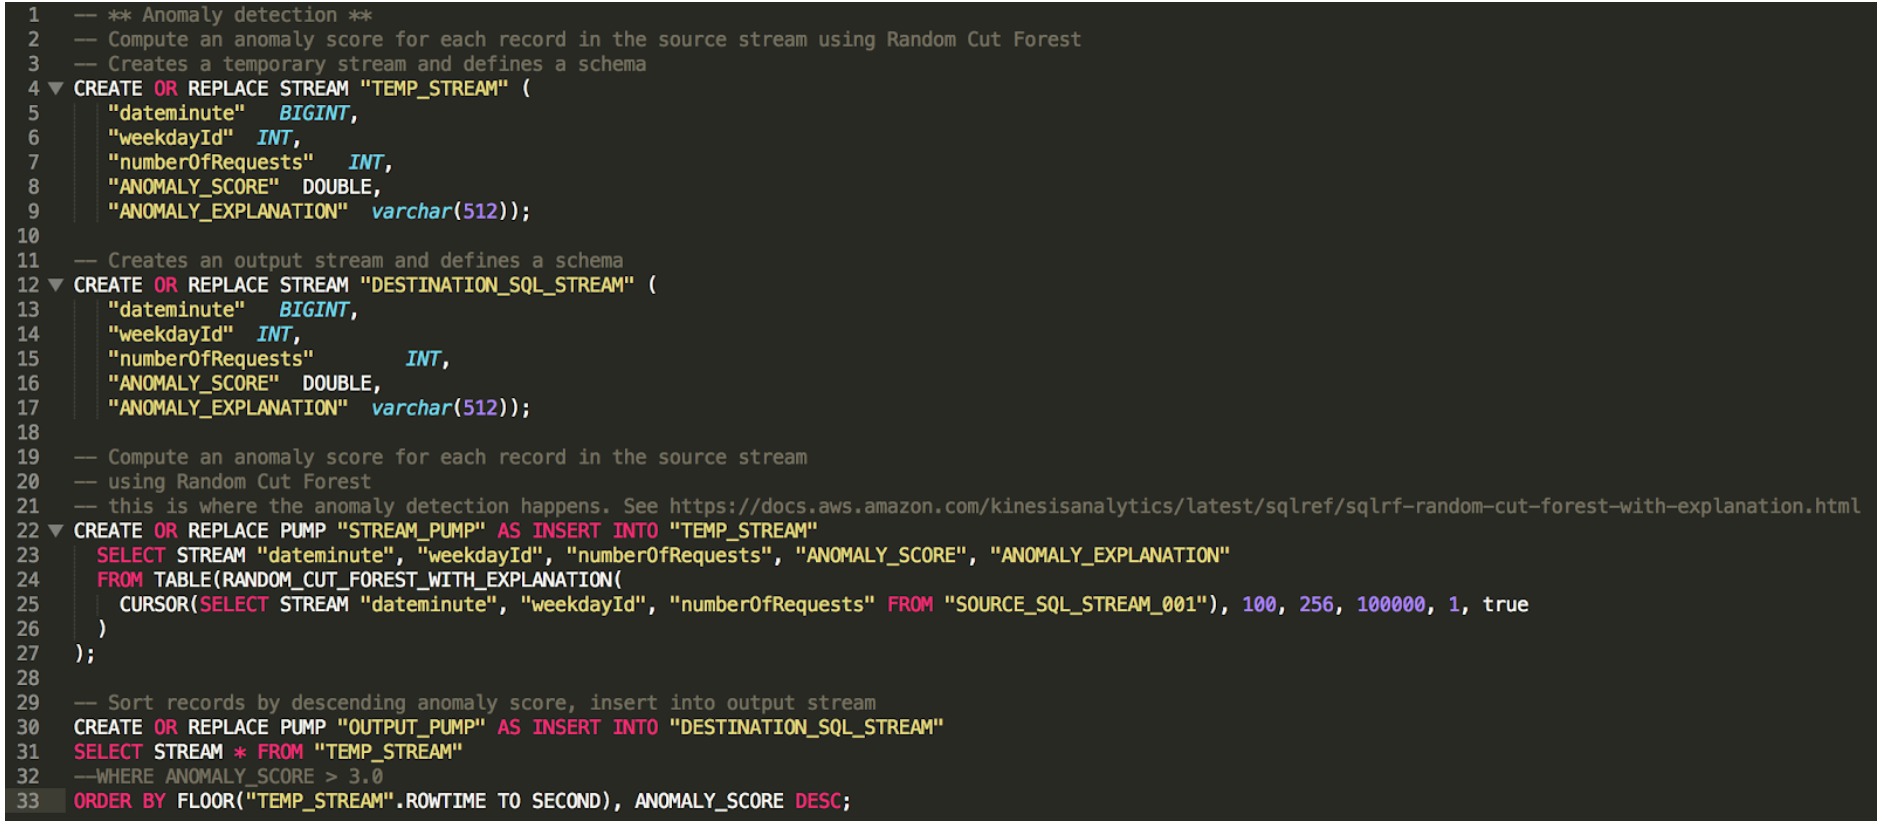 1 -- ** Anomaly detection **
2 -- Compute an anomaly score for each record in the source stream using Random Cut Forest
3 -- Creates a temporary stream and defines a schema
4 ▼ CREATE OR REPLACE STREAM "TEMP_STREAM" (
5 "dateminute" BIGINT,
6 "weekdayId" INT,
7 "numberOfRequests" INT,
8 "ANOMALY_SCORE" DOUBLE,
9 "ANOMALY_EXPLANATION" varchar(512));
10
11 -- Creates an output stream and defines a schema
12 ▼ CREATE OR REPLACE STREAM "DESTINATION_SQL_STREAM" (
13 "dateminute" BIGINT,
14 "weekdayId" INT,
15 "numberOfRequests" INT,
16 "ANOMALY_SCORE" DOUBLE,
17 "ANOMALY_EXPLANATION" varchar(512));
18
19 -- Compute an anomaly score for each record in the source stream
20 -- using Random Cut Forest
21 -- this is where the anomaly detection happens. See https://docs.aws.amazon.com/kinesisanalytics/latest/sqlref/sqlrf-random-cut-forest-with-explanation.html
22 ▼ CREATE OR REPLACE PUMP "STREAM_PUMP" AS INSERT INTO "TEMP_STREAM"
23 SELECT STREAM "dateminute", "weekdayId", "numberOfRequests", "ANOMALY_SCORE", "ANOMALY_EXPLANATION"
24 FROM TABLE(RANDOM_CUT_FOREST_WITH_EXPLANATION(
25 CURSOR(SELECT STREAM "dateminute", "weekdayId", "numberOfRequests" FROM "SOURCE_SQL_STREAM_001"), 100, 256, 100000, 1, true
26 )
27 );
28
29 -- Sort records by descending anomaly score, insert into output stream
30 CREATE OR REPLACE PUMP "OUTPUT_PUMP" AS INSERT INTO "DESTINATION_SQL_STREAM"
31 SELECT STREAM * FROM "TEMP_STREAM"
32 --WHERE ANOMALY_SCORE > 3.0
33 ORDER BY FLOOR("TEMP_STREAM".ROWTIME TO SECOND), ANOMALY_SCORE DESC;